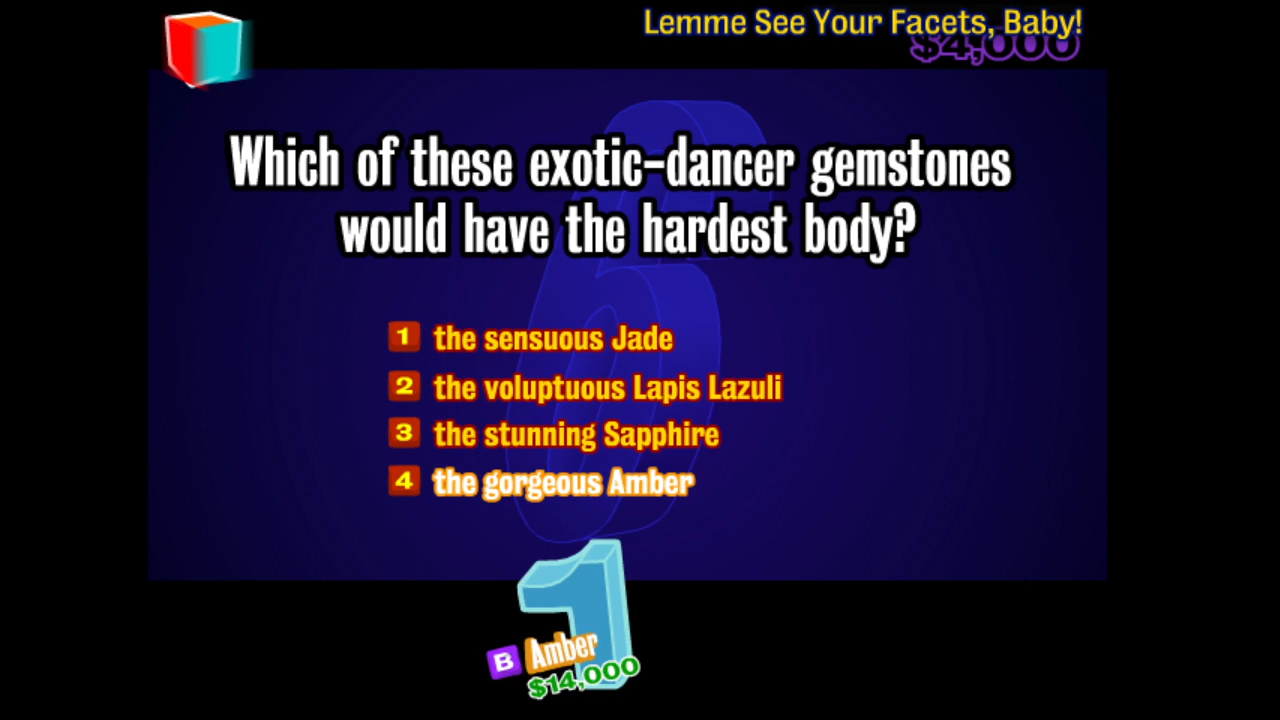 Lemme See Your Facets, Baby!
$4,000
Which of these exotic-dancer gemstones
would have the hardest body?
1 the sensuous Jade
2 the voluptuous Lapis Lazuli
3 the stunning Sapphire
4 the gorgeous Amber
6
1
B Amber
$14,000